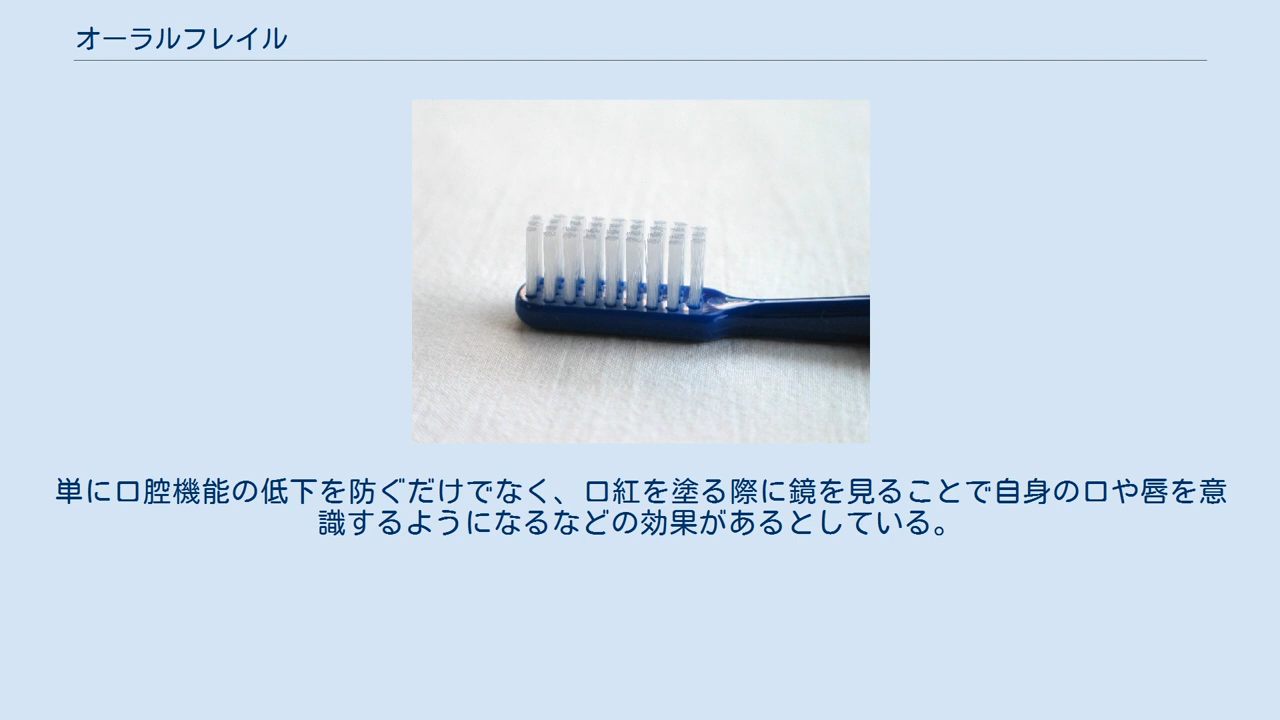 オーラルフレイル
単に口腔機能の低下を防ぐだけでなく、口紅を塗る際に鏡を見ることで自身の口や唇を意
識するようになるなどの効果があるとしている。